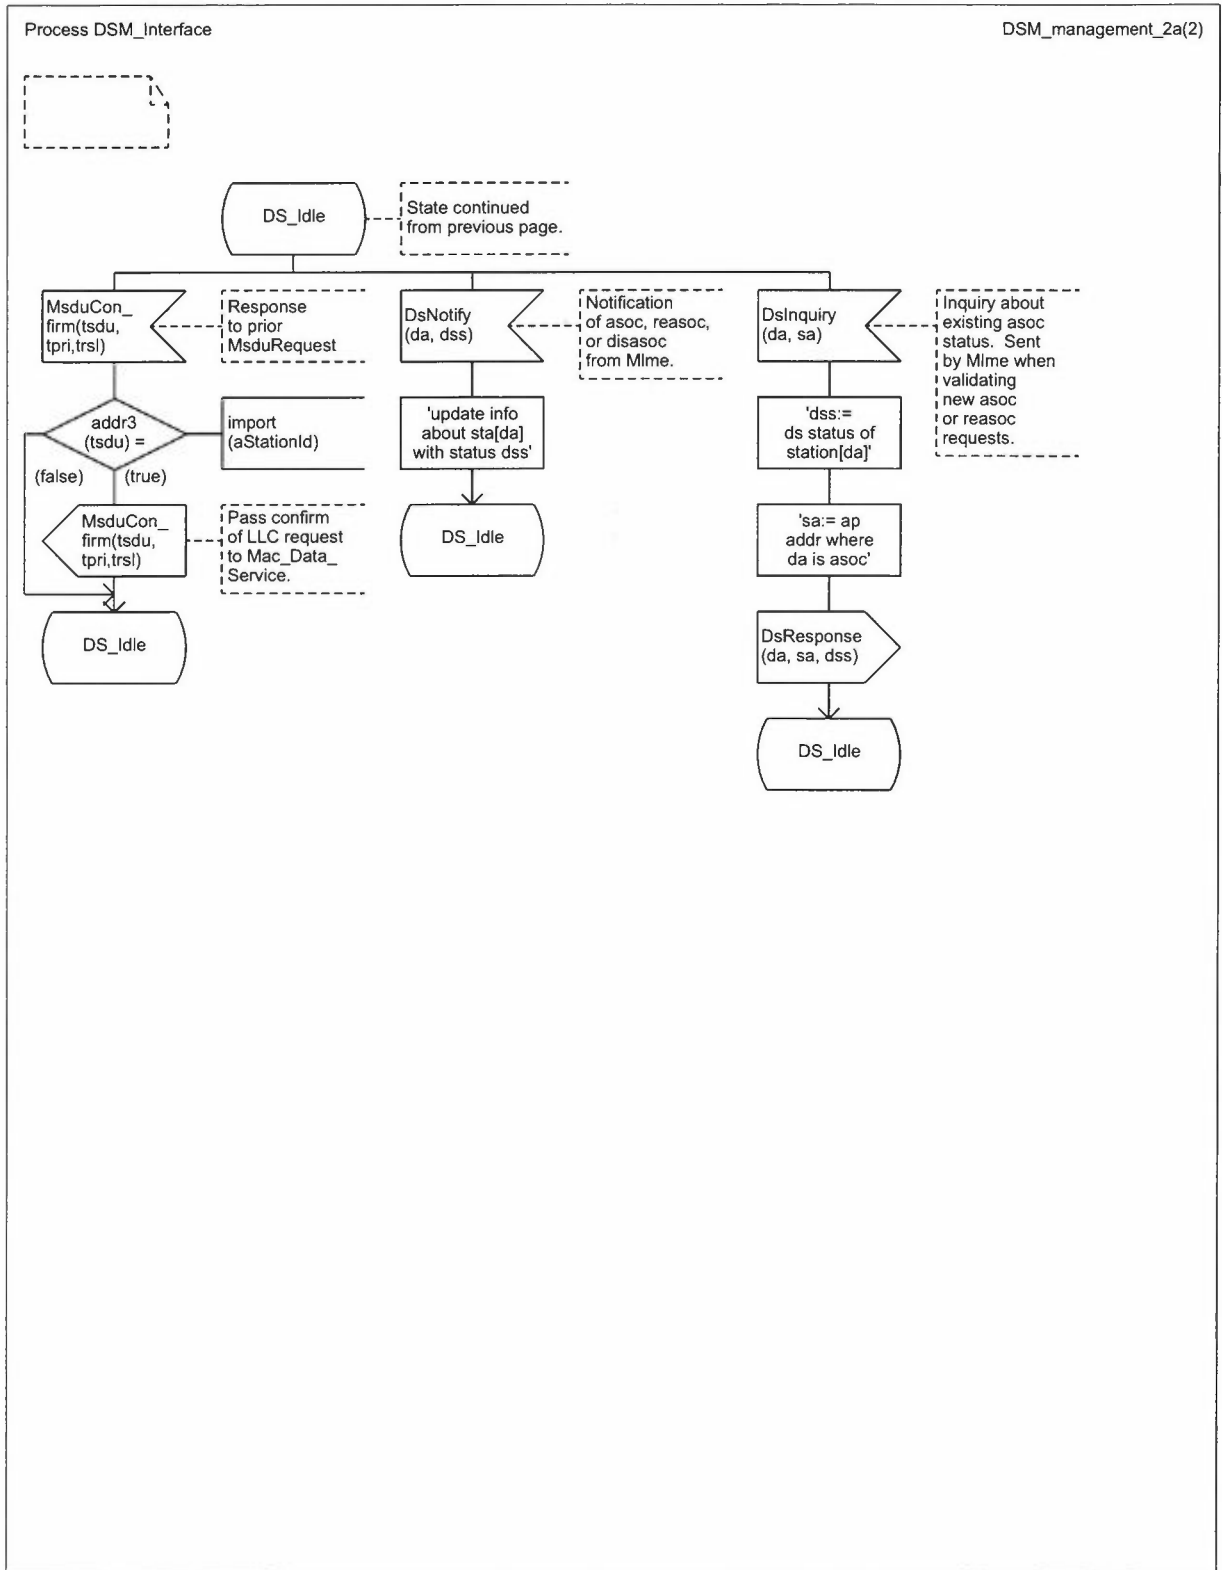 Process DSM_Interface
DSM_management_2a(2)
DS_Idle
State continued
from previous page.
MsduCon_
firm(tsdu,
tpri,trsl)
Response
to prior
MsduRequest
DsNotify
(da, dss)
Notification
of asoc, reasoc,
or disasoc
from Mlme.
DsInquiry
(da, sa)
Inquiry about
existing asoc
status. Sent
by Mlme when
validating
new asoc
or reasoc
requests.
addr3
(tsdu) =
import
(aStationId)
(false)
(true)
'update info
about sta[da]
with status dss'
'dss:=
ds status of
station[da]'
MsduCon_
firm(tsdu,
tpri,trsl)
Pass confirm
of LLC request
to Mac_Data_
Service.
DS_Idle
'sa:= ap
addr where
da is asoc'
DS_Idle
DsResponse
(da, sa, dss)
DS_Idle